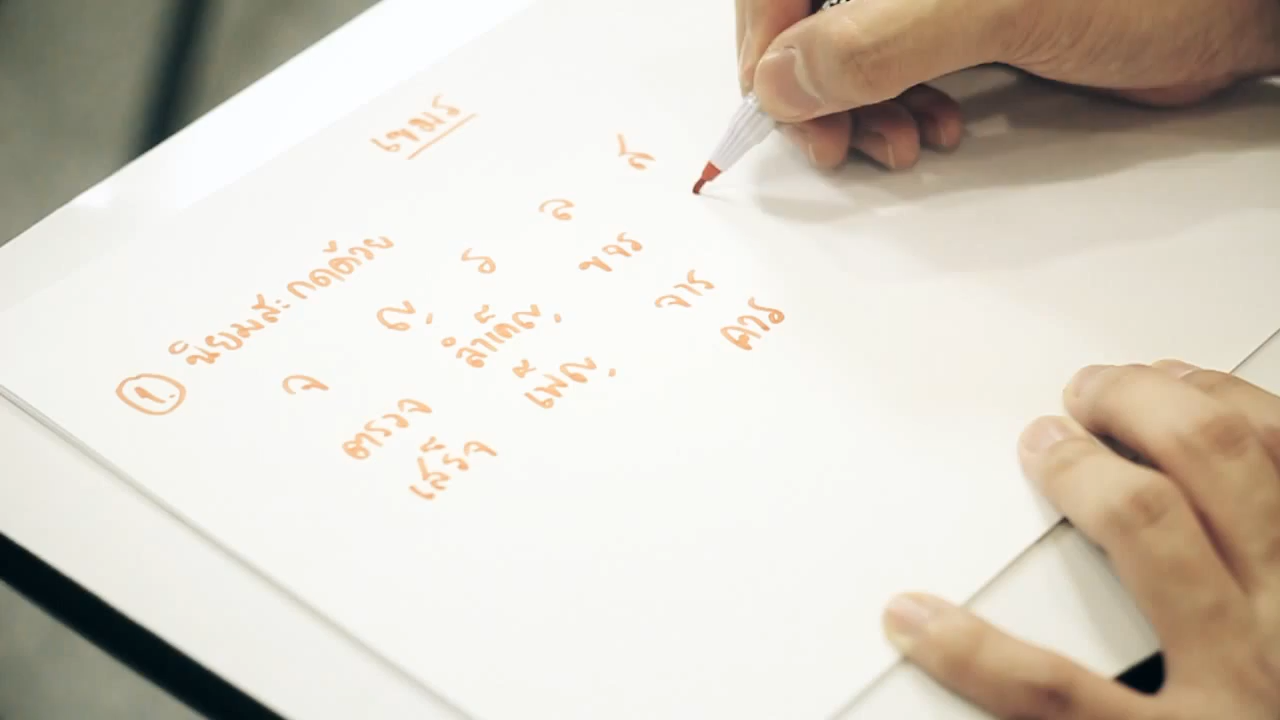 เขมร
๑. นิยมสะกดด้วย
จ ญ ร ล ส
ตรวจ ลำเค็ญ ขจร
เสร็จ เพ็ญ จาร